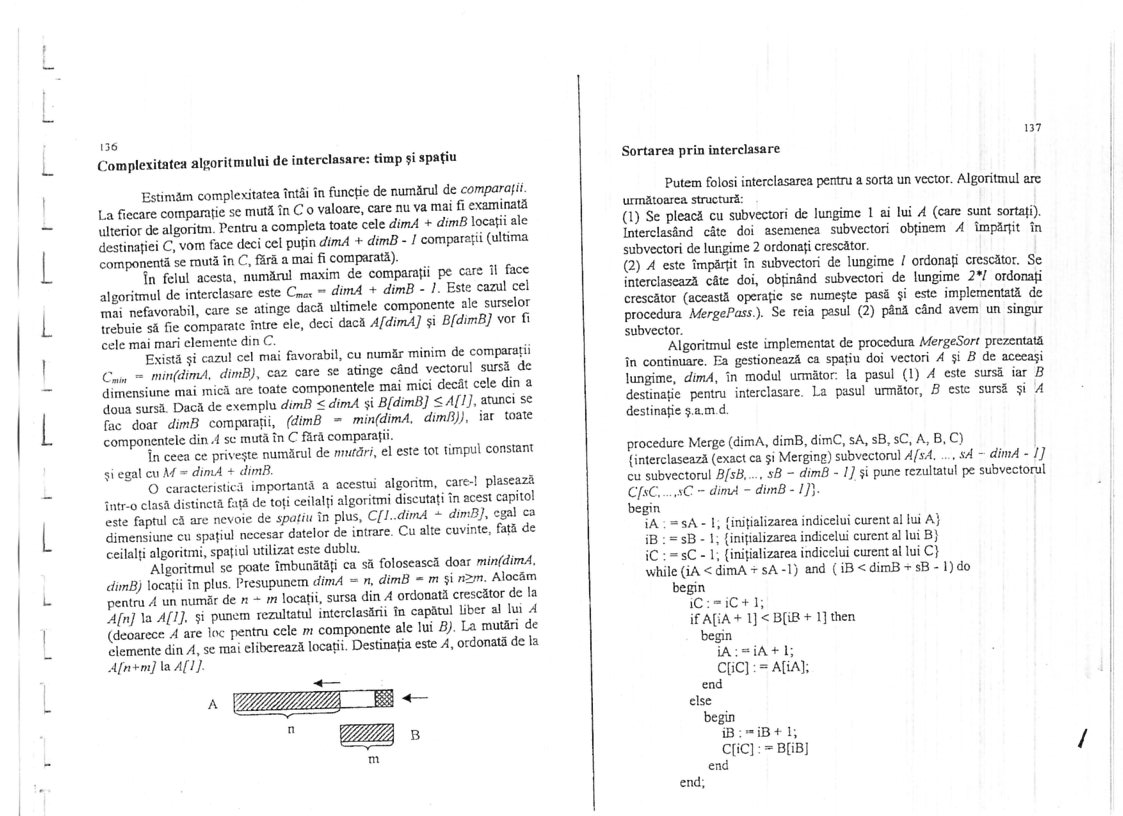 136
Complexitatea algoritmului de interclasare: timp şi spaţiu
Estimăm complexitatea întâi în funcţie de numărul de comparaţii.
La fiecare comparaţie se mută în C o valoare, care nu va mai fi examinată
ulterior de algoritm. Pentru a completa toate cele dimA + dimB locaţii ale
destinaţiei C, vom face deci cel puţin dimA + dimB - 1 comparaţii (ultima
componentă se mută în C, fără a mai fi comparată).
În felul acesta, numărul maxim de comparaţii pe care îl face
algoritmul de interclasare este Cmax = dimA + dimB - 1. Este cazul cel
mai nefavorabil, care se atinge dacă ultimele componente ale surselor
trebuie să fie comparate între ele, deci dacă A[dimA] şi B[dimB] vor fi
cele mai mari elemente din C.
Există şi cazul cel mai favorabil, cu număr minim de comparaţii
Cmin = min(dimA, dimB), caz care se atinge când vectorul sursă de
dimensiune mai mică are toate componentele mai mici decât cele din a
doua sursă. Dacă de exemplu dimB ≤ dimA şi B[dimB] ≤ A[1], atunci se
fac doar dimB comparaţii, (dimB = min(dimA, dimB)), iar toate
componentele din A se mută în C fără comparaţii.
În ceea ce priveşte numărul de mutări, el este tot timpul constant
şi egal cu M = dimA + dimB.
O caracteristică importantă a acestui algoritm, care-l plasează
într-o clasă distinctă faţă de toţi ceilalţi algoritmi discutaţi în acest capitol
este faptul că are nevoie de spaţiu în plus, C[1..dimA + dimB], egal ca
dimensiune cu spaţiul necesar datelor de intrare. Cu alte cuvinte, faţă de
ceilalţi algoritmi, spaţiul utilizat este dublu.
Algoritmul se poate îmbunătăţi ca să folosească doar min(dimA,
dimB) locaţii în plus. Presupunem dimA = n, dimB = m şi n≥m. Alocăm
pentru A un număr de n + m locaţii, sursa din A ordonată crescător de la
A[n] la A[1], şi punem rezultatul interclasării în capătul liber al lui A
(deoarece A are loc pentru cele m componente ale lui B). La mutări de
elemente din A, se mai eliberează locaţii. Destinaţia este A, ordonată de la
A[n+m] la A[1].
A
n
B
m
137
Sortarea prin interclasare
Putem folosi interclasarea pentru a sorta un vector. Algoritmul are
următoarea structură:
(1) Se pleacă cu subvectori de lungime 1 ai lui A (care sunt sortaţi).
Interclasând câte doi asemenea subvectori obţinem A împărţit în
subvectori de lungime 2 ordonaţi crescător.
(2) A este împărţit în subvectori de lungime l ordonaţi crescător. Se
interclasează câte doi, obţinând subvectori de lungime 2*l ordonaţi
crescător (această operaţie se numeşte pasă şi este implementată de
procedura MergePass.). Se reia pasul (2) până când avem un singur
subvector.
Algoritmul este implementat de procedura MergeSort prezentată
în continuare. Ea gestionează ca spaţiu doi vectori A şi B de aceeaşi
lungime, dimA, în modul următor: la pasul (1) A este sursă iar B
destinaţie pentru interclasare. La pasul următor, B este sursă şi A
destinaţie ş.a.m.d.
procedure Merge (dimA, dimB, dimC, sA, sB, sC, A, B, C)
{interclasează (exact ca şi Merging) subvectorul A[sA, ..., sA + dimA - 1]
cu subvectorul B[sB,..., sB + dimB - 1] şi pune rezultatul pe subvectorul
C[sC,...,sC + dimA + dimB - 1]}.
begin
iA : = sA - 1; {iniţializarea indicelui curent al lui A}
iB : = sB - 1; {iniţializarea indicelui curent al lui B}
iC : = sC - 1; {iniţializarea indicelui curent al lui C}
while (iA < dimA + sA -1) and ( iB < dimB + sB - 1) do
begin
iC : = iC + 1;
if A[iA + 1] < B[iB + 1] then
begin
iA : = iA + 1;
C[iC] : = A[iA];
end
else
begin
iB : = iB + 1;
C[iC] : = B[iB]
end
end;